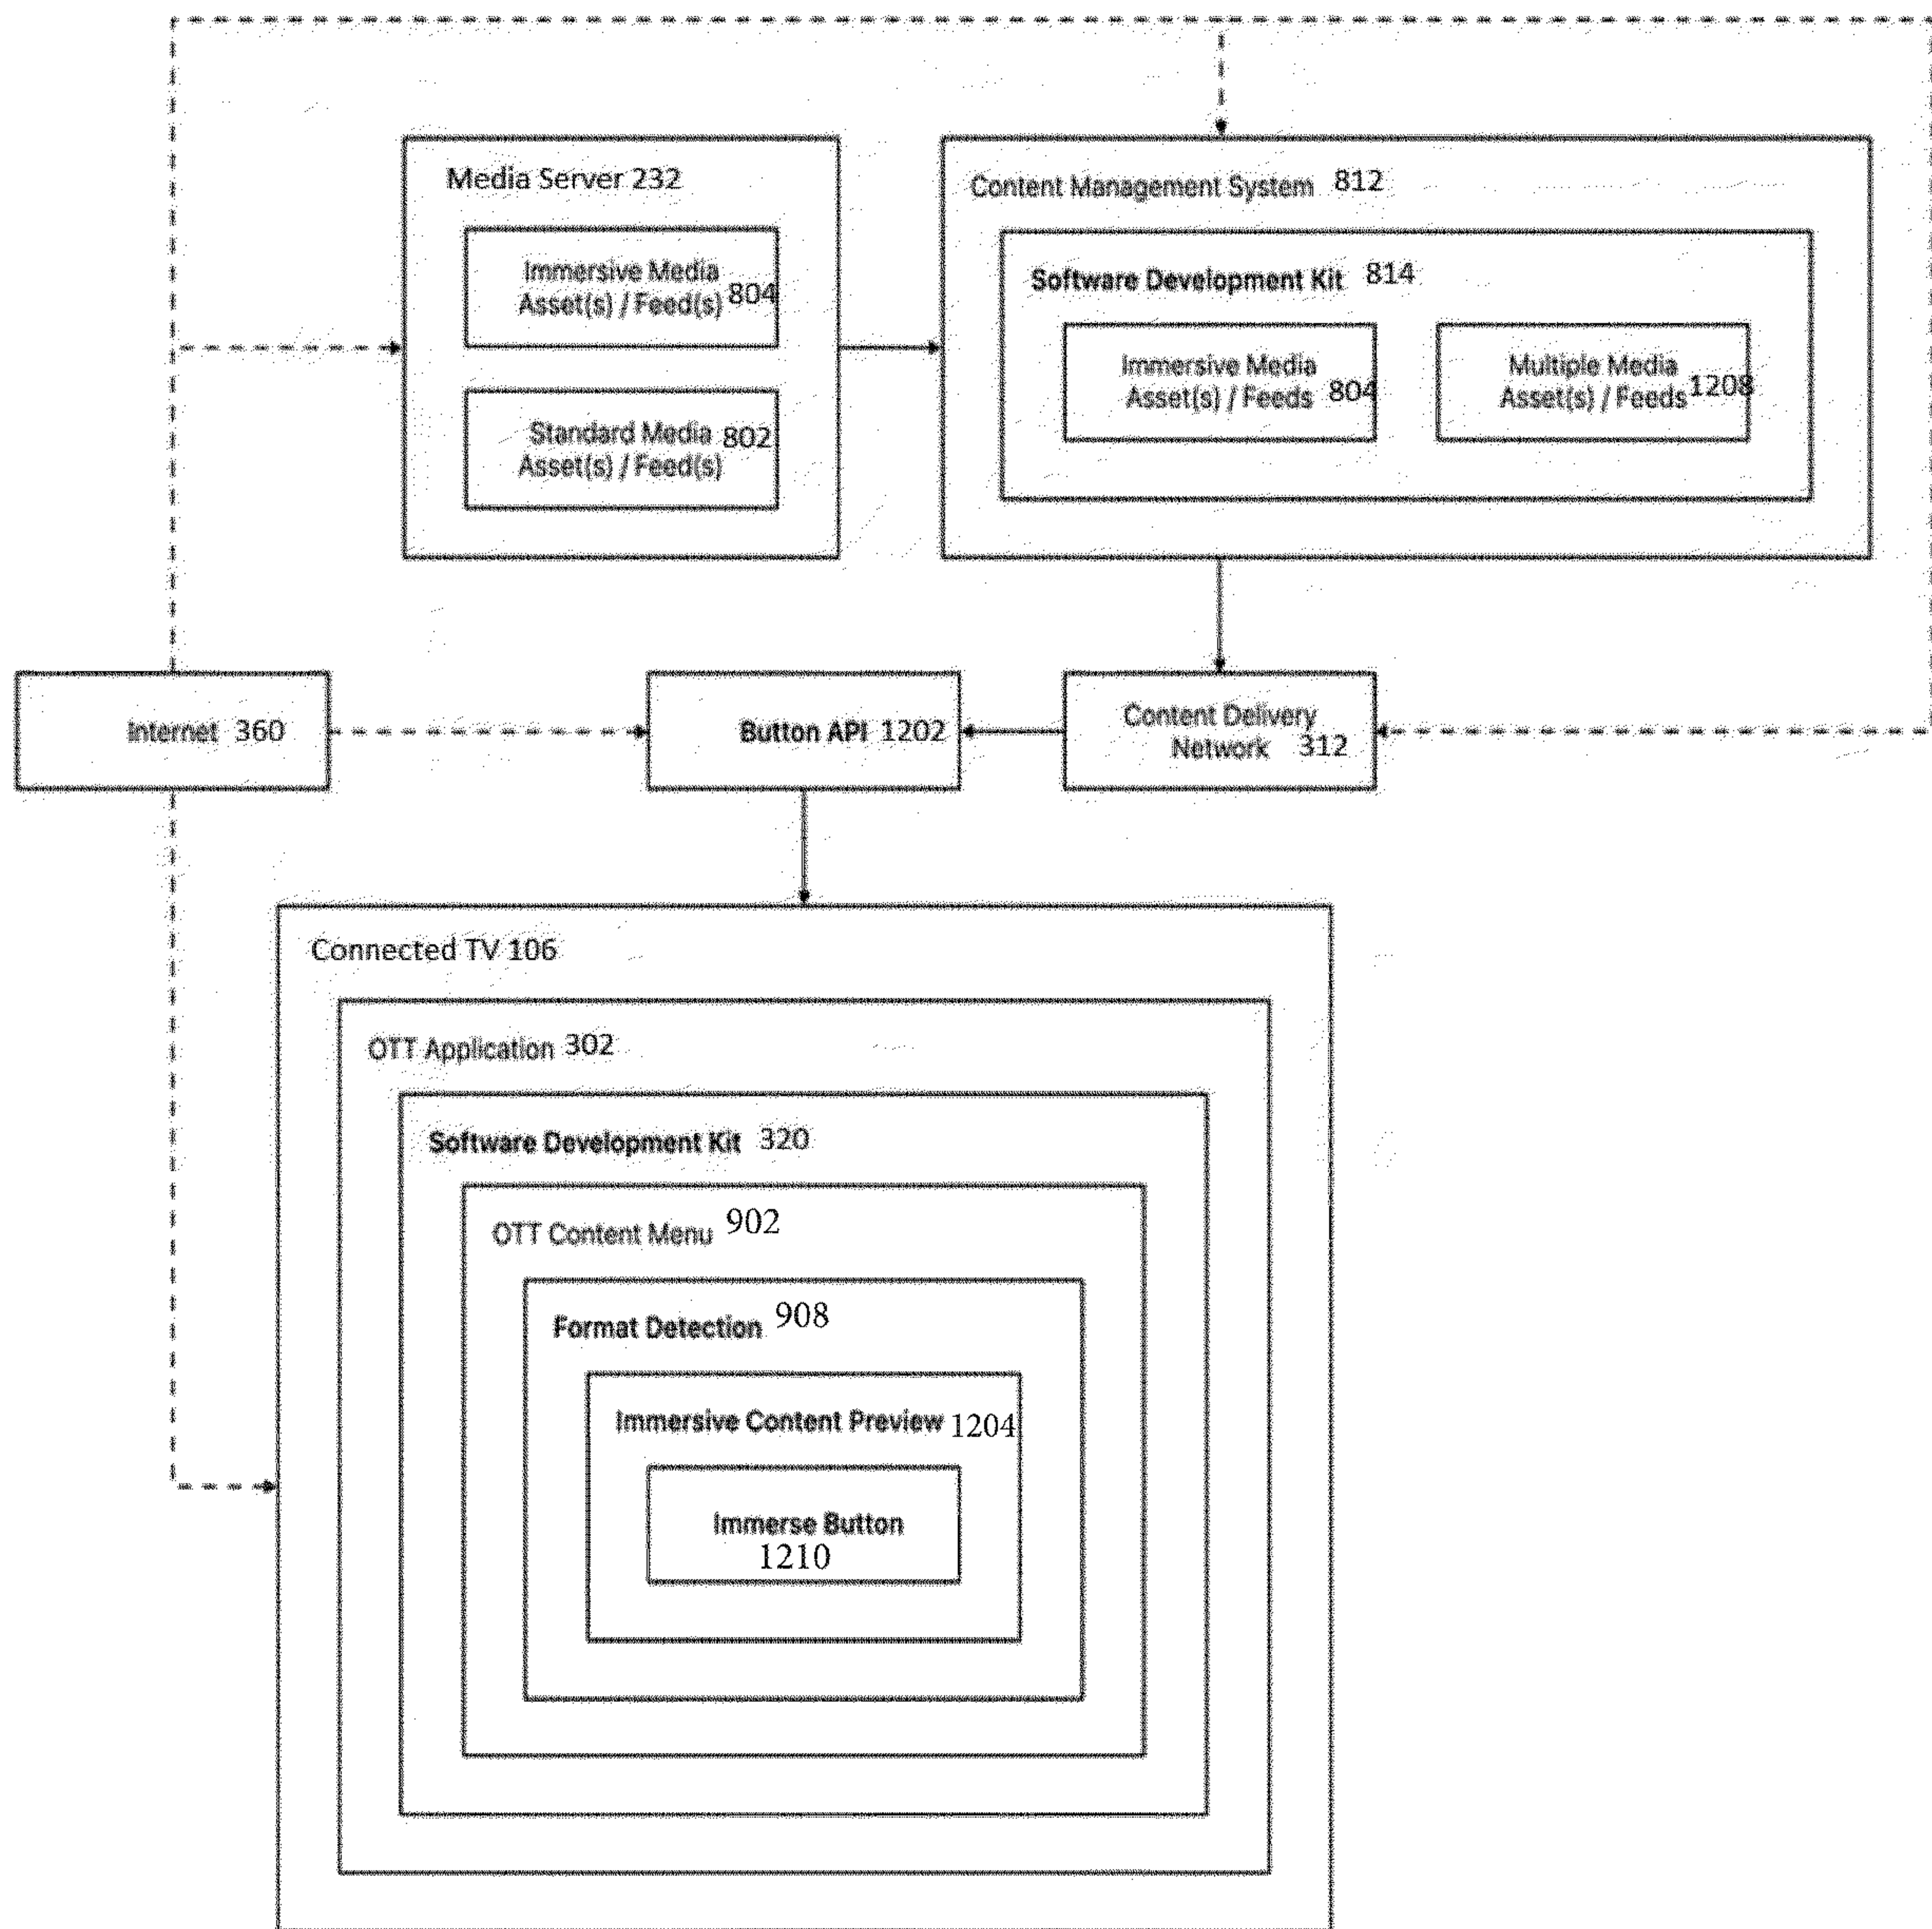 Media Server 232
Immersive Media
Asset(s) / Feed(s) 804
Standard Media 802
Asset(s) / Feed(s)
Content Management System 812
Software Development Kit 814
Immersive Media
Asset(s) / Feeds 804
Multiple Media
Asset(s) / Feeds 1208
Internet 360
Button API 1202
Content Delivery
Network 312
Connected TV 106
OTT Application 302
Software Development Kit 320
OTT Content Menu 902
Format Detection 908
Immersive Content Preview 1204
Immerse Button
1210